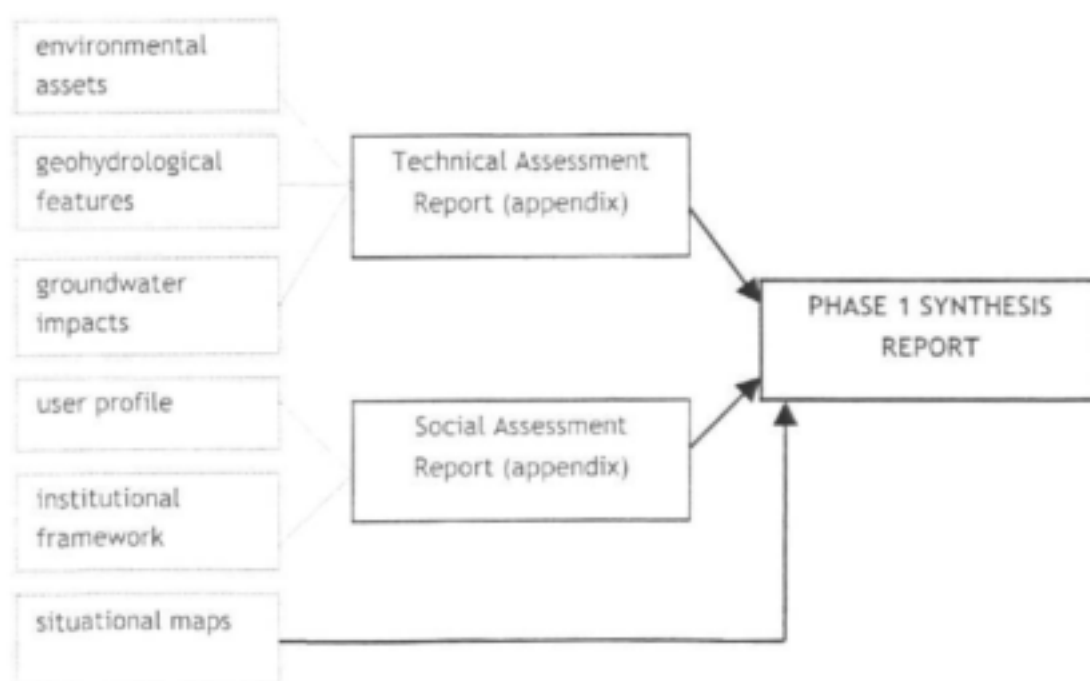 environmental
assets
geohydrological
features
groundwater
impacts
user profile
institutional
framework
situational maps
Technical Assessment
Report (appendix)
Social Assessment
Report (appendix)
PHASE 1 SYNTHESIS
REPORT